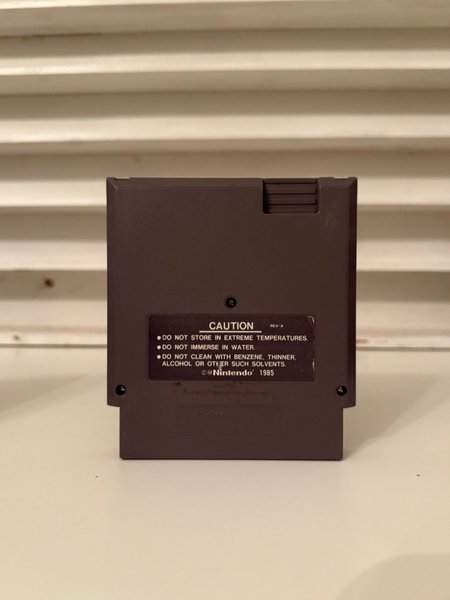 CAUTION REV-A
• DO NOT STORE IN EXTREME TEMPERATURES.
• DO NOT IMMERSE IN WATER.
• DO NOT CLEAN WITH BENZENE, THINNER,
ALCOHOL OR OTHER SUCH SOLVENTS.
© Nintendo 1985